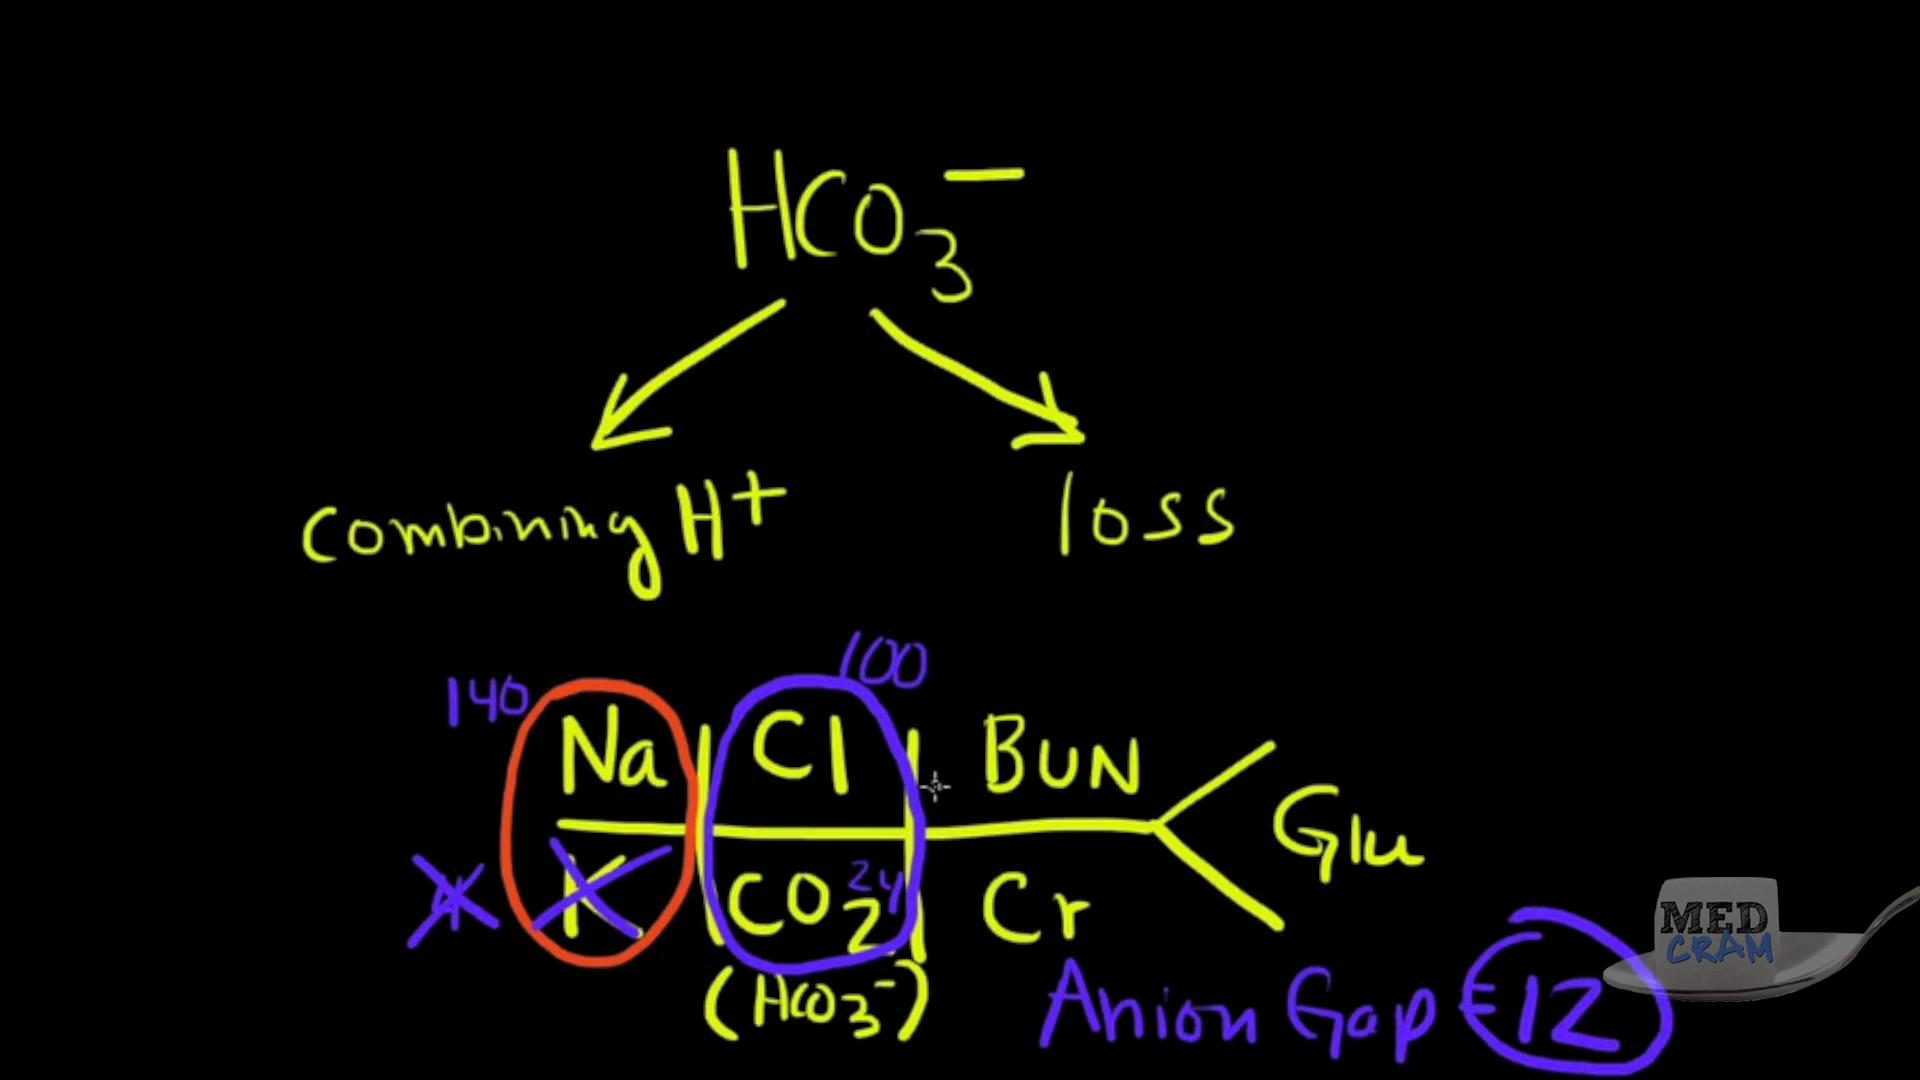 HCO3−
combining H+ loss
140 100
Na Cl BUN
Glu
K CO2 24 Cr
(HCO3−)
Anion Gap = 12
MED
CRAM